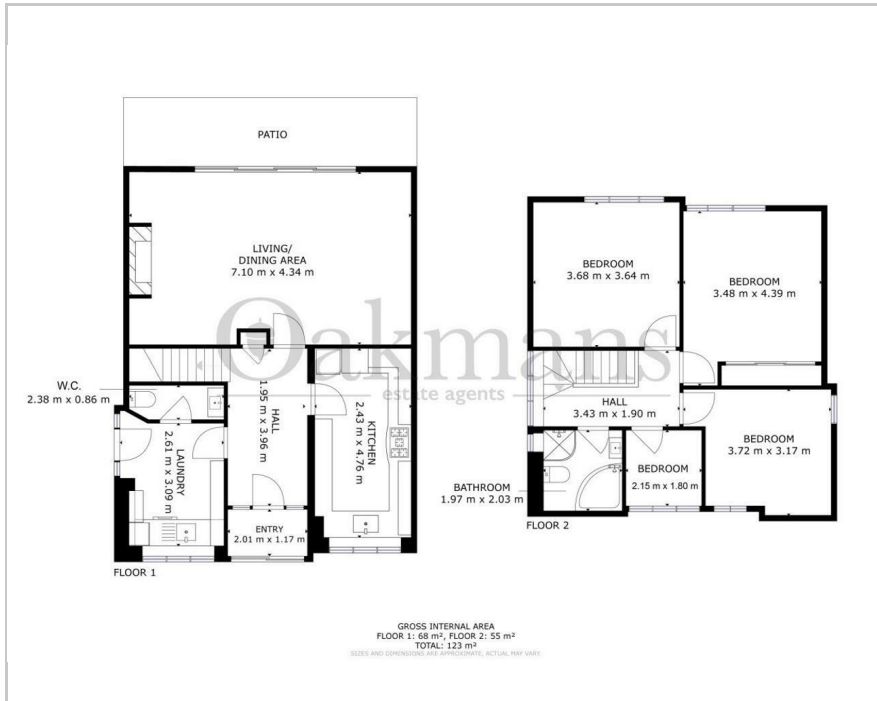 PATIO
LIVING/
DINING AREA
7.10 m x 4.34 m
BEDROOM
3.68 m x 3.64 m
BEDROOM
3.48 m x 4.39 m
Oakmans
estate agents
W.C.
2.38 m x 0.86 m
HALL
1.95 m x 3.96 m
KITCHEN
2.43 m x 4.76 m
LAUNDRY
2.61 m x 3.09 m
HALL
3.43 m x 1.90 m
BEDROOM
3.72 m x 3.17 m
BEDROOM
2.15 m x 1.80 m
BATHROOM
1.97 m x 2.03 m
ENTRY
2.01 m x 1.17 m
FLOOR 2
FLOOR 1
GROSS INTERNAL AREA
FLOOR 1: 68 m², FLOOR 2: 55 m²
TOTAL: 123 m²
SIZES AND DIMENSIONS ARE APPROXIMATE, ACTUAL MAY VARY.